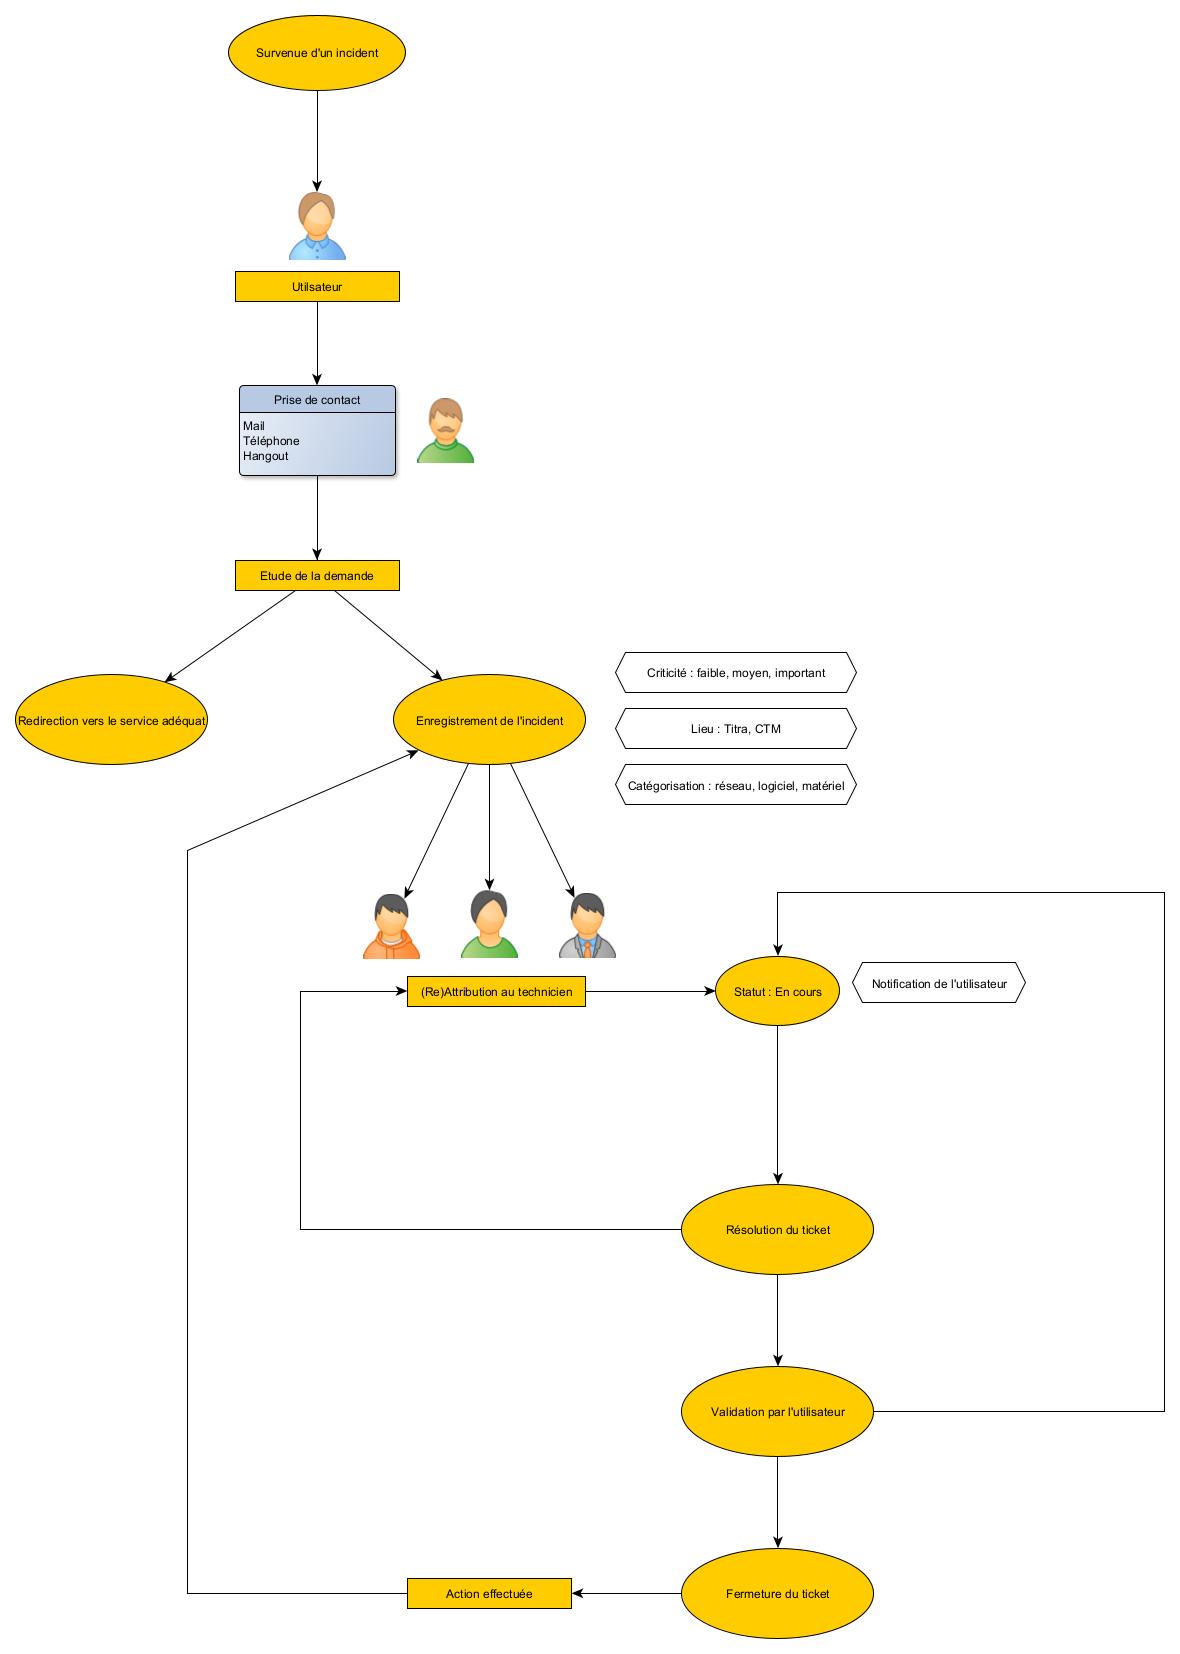 Survenue d'un incident
Utilsateur
Prise de contact
Mail
Téléphone
Hangout
Etude de la demande
Redirection vers le service adéquat
Enregistrement de l'incident
Criticité : faible, moyen, important
Lieu : Titra, CTM
Catégorisation : réseau, logiciel, matériel
(Re)Attribution au technicien
Statut : En cours
Notification de l'utilisateur
Résolution du ticket
Validation par l'utilisateur
Action effectuée
Fermeture du ticket